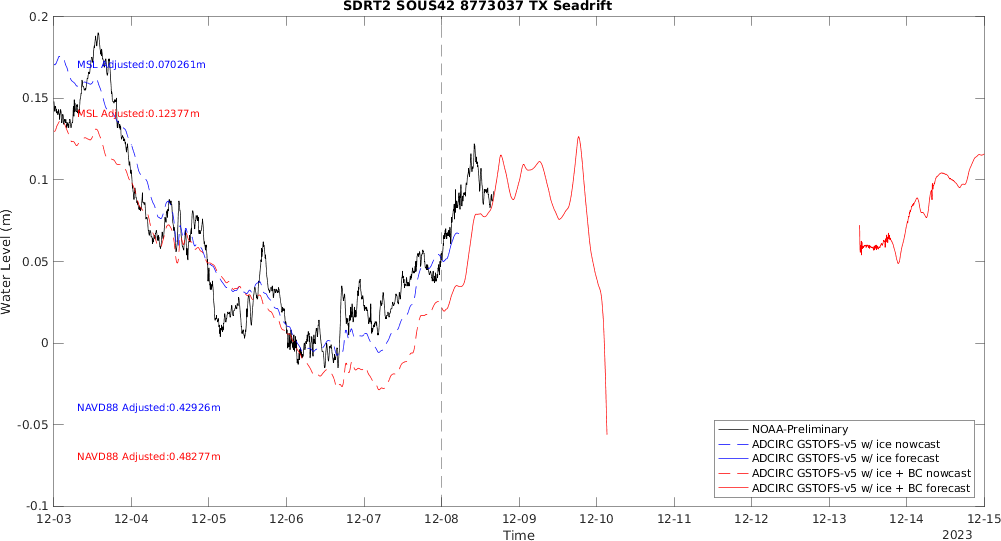 SDRT2 SOUS42 8773037 TX Seadrift
0.2
MSL Adjusted:0.070261m
0.15
MSL Adjusted:0.12377m
0.1
0.05
Water Level (m)
0
NAVD88 Adjusted:0.42926m
-0.05
NAVD88 Adjusted:0.48277m
-0.1
NOAA-Preliminary
ADCIRC GSTOFS-v5 w/ ice nowcast
ADCIRC GSTOFS-v5 w/ ice forecast
ADCIRC GSTOFS-v5 w/ ice + BC nowcast
ADCIRC GSTOFS-v5 w/ ice + BC forecast
12-03 12-04 12-05 12-06 12-07 12-08 12-09 12-10 12-11 12-12 12-13 12-14 12-15
Time
2023